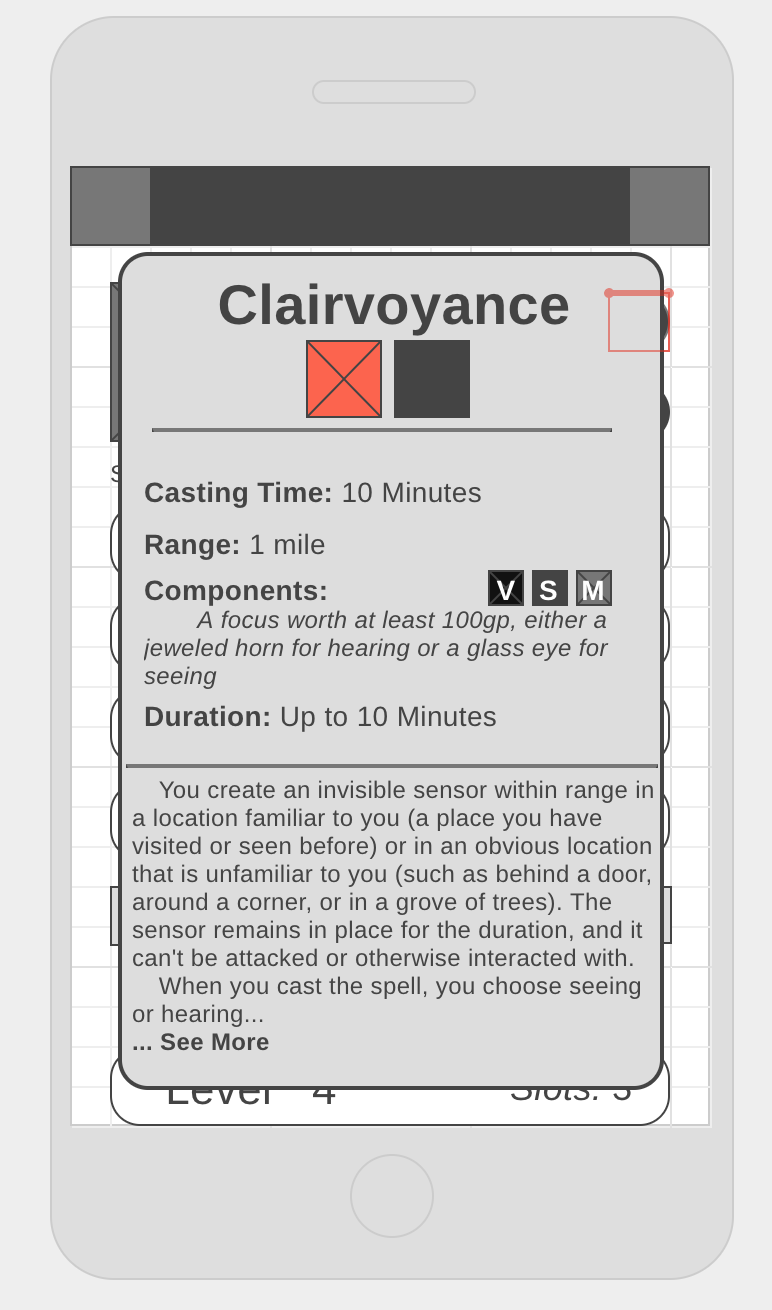 Clairvoyance
Casting Time: 10 Minutes
Range: 1 mile
Components: V S M
A focus worth at least 100gp, either a
jeweled horn for hearing or a glass eye for
seeing
Duration: Up to 10 Minutes
You create an invisible sensor within range in
a location familiar to you (a place you have
visited or seen before) or in an obvious location
that is unfamiliar to you (such as behind a door,
around a corner, or in a grove of trees). The
sensor remains in place for the duration, and it
can't be attacked or otherwise interacted with.
When you cast the spell, you choose seeing
or hearing...
... See More
Level 4 Slots: 3